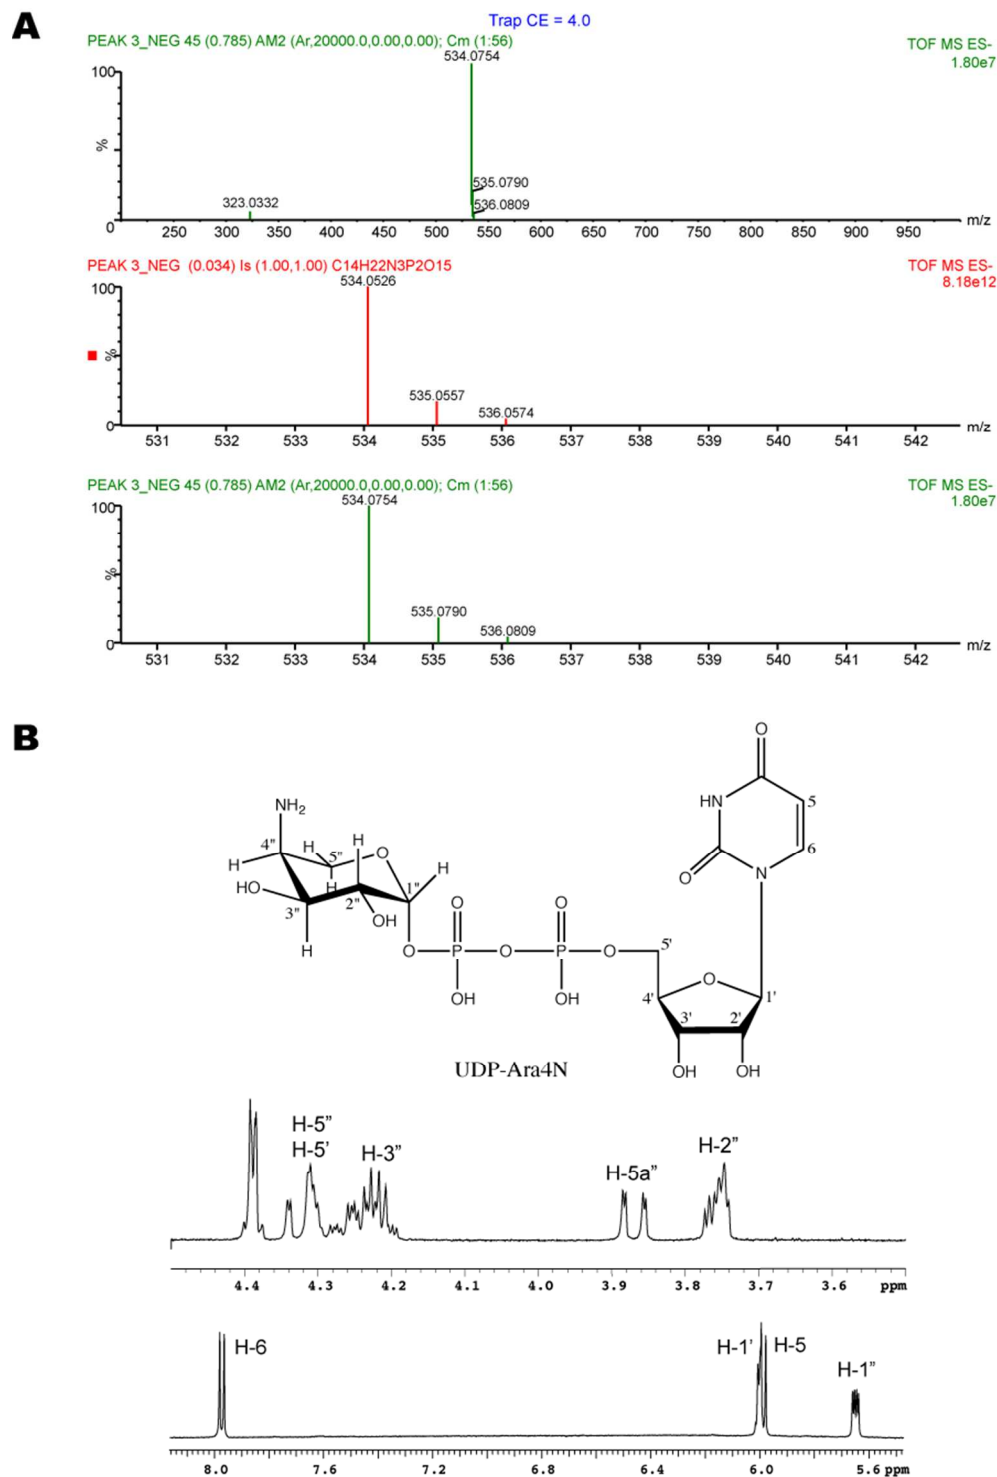 A
Trap CE = 4.0
PEAK 3_NEG 45 (0.785) AM2 (Ar,20000.0,0.00,0.00); Cm (1:56)
TOF MS ES-
1.80e7
534.0754
100
%
535.0790
536.0809
323.0332
0
250 300 350 400 450 500 550 600 650 700 750 800 850 900 950 m/z
PEAK 3_NEG (0.034) Is (1.00,1.00) C14H22N3P2O15
TOF MS ES-
8.18e12
534.0526
100
%
535.0557
536.0574
0
531 532 533 534 535 536 537 538 539 540 541 542 m/z
PEAK 3_NEG 45 (0.785) AM2 (Ar,20000.0,0.00,0.00); Cm (1:56)
TOF MS ES-
1.80e7
534.0754
100
%
535.0790
536.0809
0
531 532 533 534 535 536 537 538 539 540 541 542 m/z
B
O
HN 5
6
O N
NH2
4" H 5" H O
H H H
HO 2" 1"
3" OH
H
O P O P O 5'
O O
OH OH
O
4' 1'
3' 2'
OH OH
UDP-Ara4N
H-5"
H-5'
H-3"
H-5a"
H-2"
4.4 4.3 4.2 4.1 4.0 3.9 3.8 3.7 3.6 ppm
H-6
H-1' H-5
H-1"
8.0 7.6 7.2 6.8 6.4 6.0 5.6 ppm